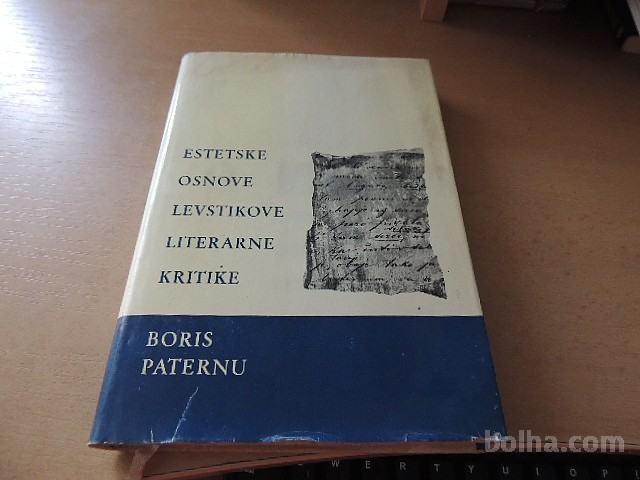 ESTETSKE
OSNOVE
LEVSTIKOVE
LITERARNE
KRITIKE
BORIS
PATERNU
bolha.com
W E R T Y U I O P